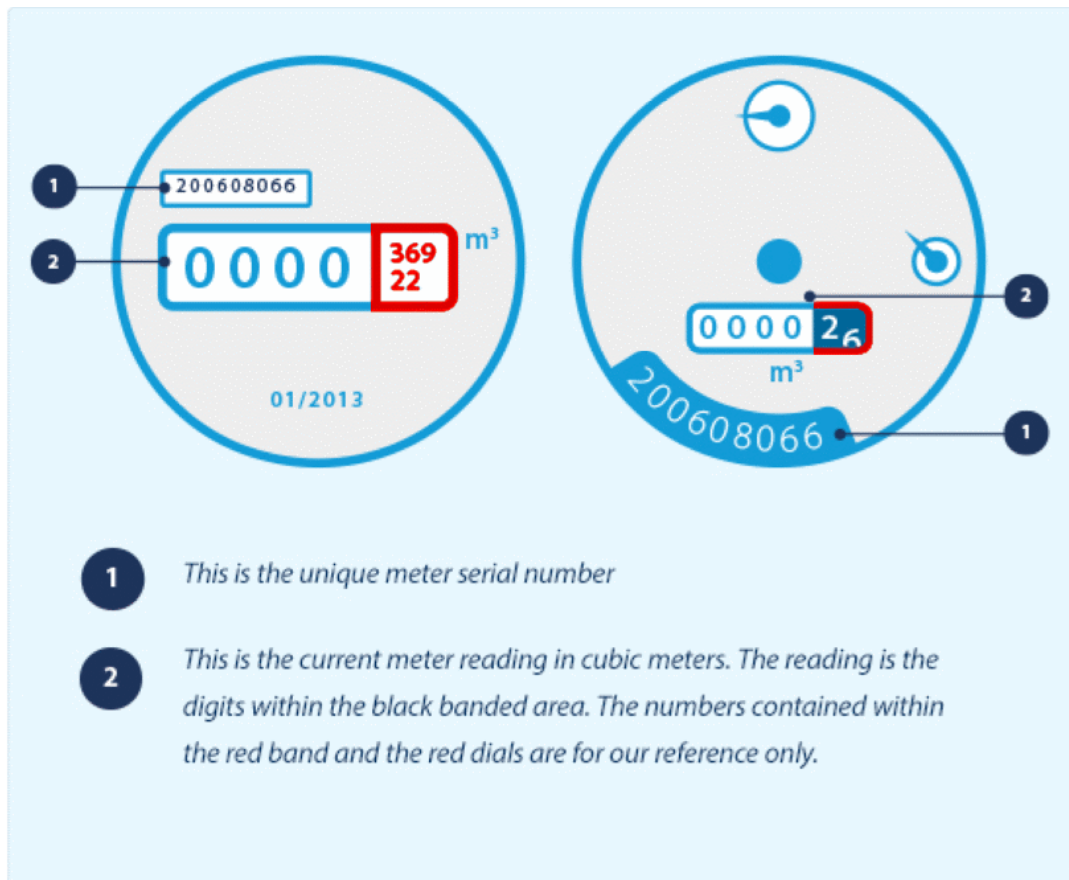 1
200608066
2
0000
369
22
m³
01/2013
2
0000
26
m³
200608066
1
1
This is the unique meter serial number
2
This is the current meter reading in cubic meters. The reading is the
digits within the black banded area. The numbers contained within
the red band and the red dials are for our reference only.